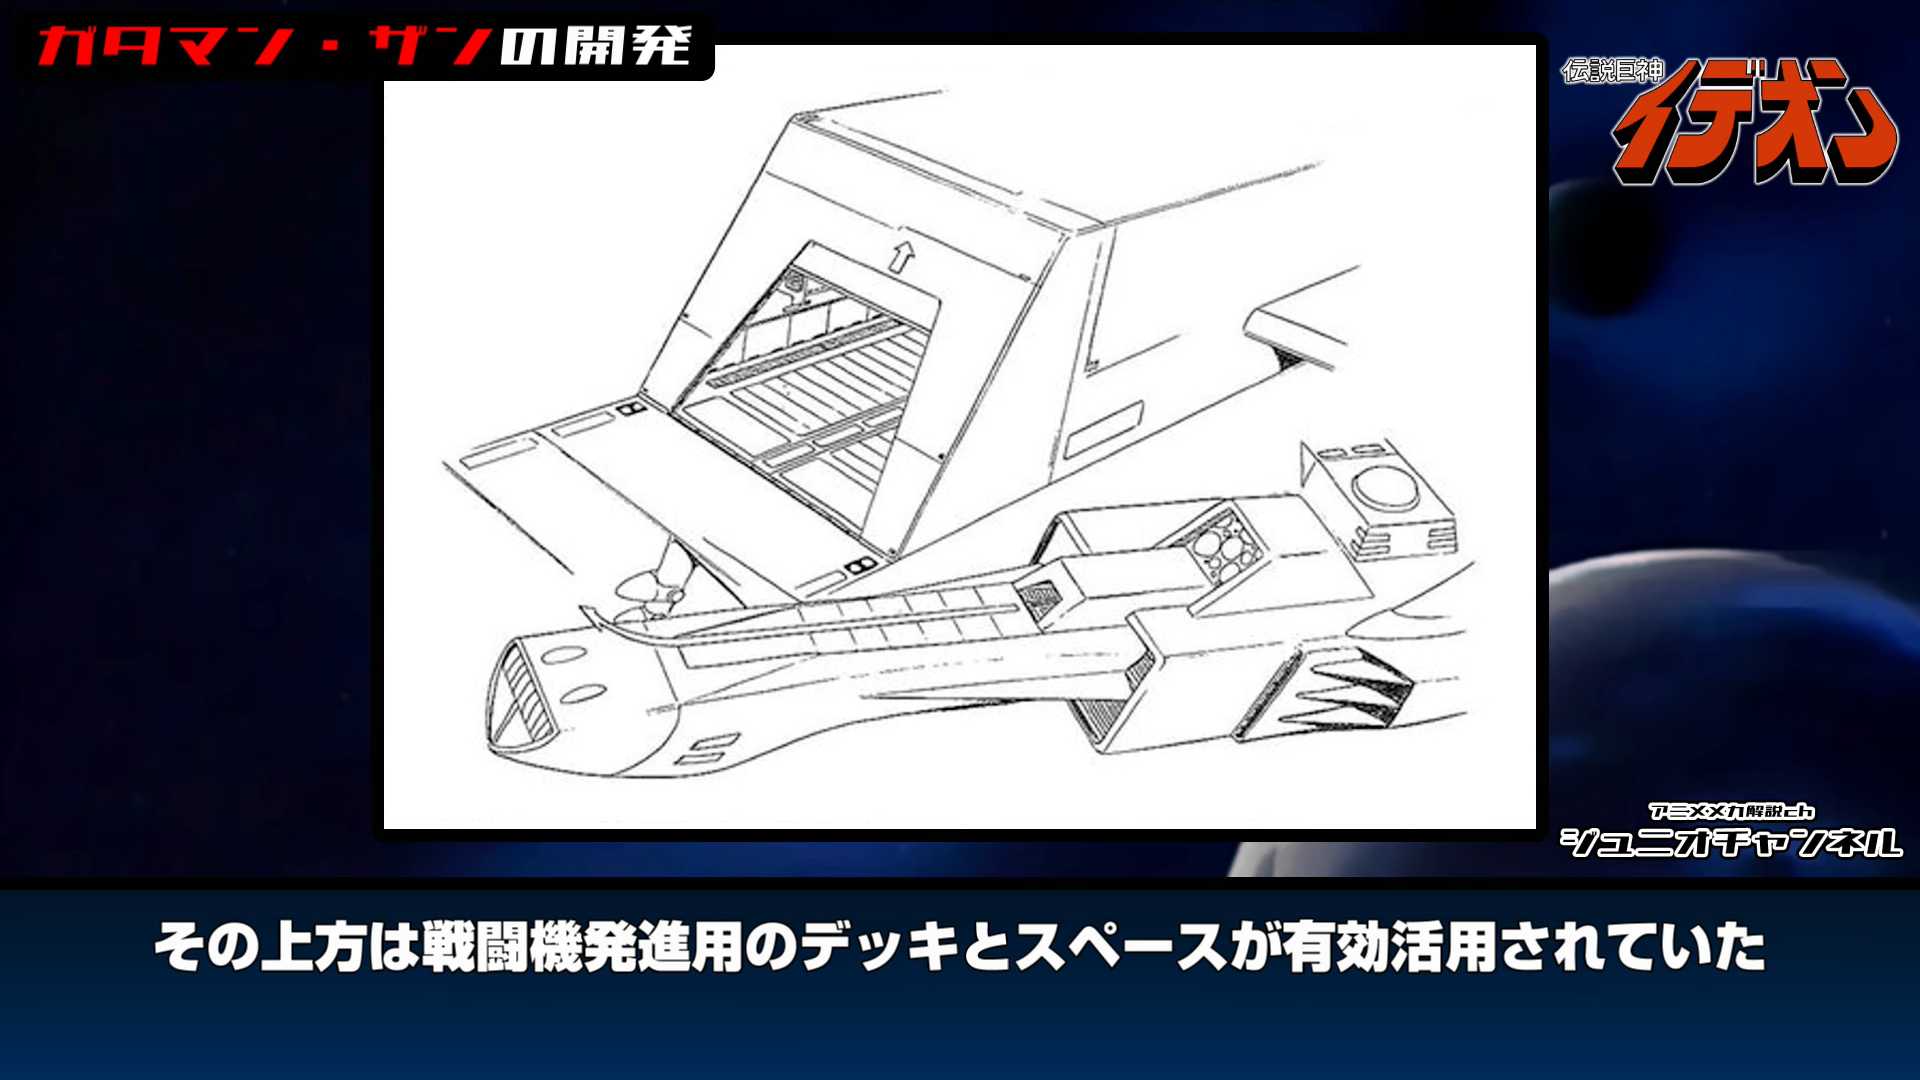 ガタマン・ザンの開発
伝説巨神
イデオン
アニメメカ解説ch
ジュニオチャンネル
その上方は戦闘機発進用のデッキとスペースが有効活用されていた